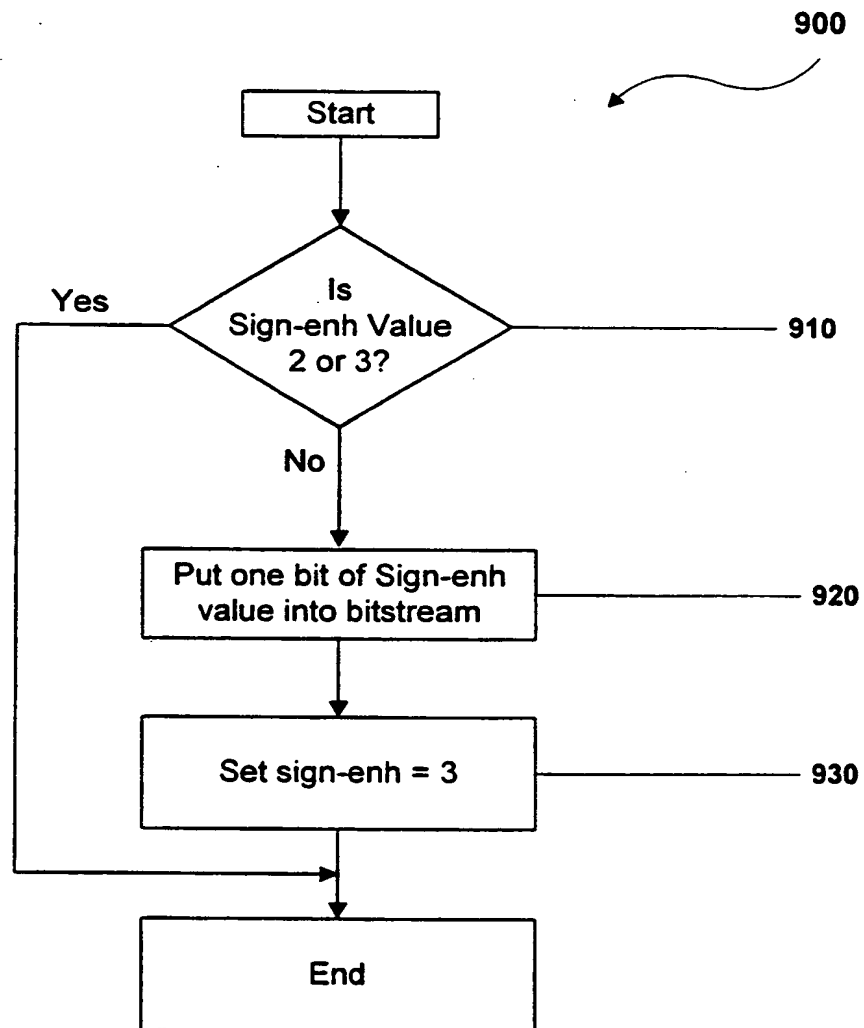 900
Start
Is
Sign-enh Value
2 or 3?
Yes
910
No
Put one bit of Sign-enh
value into bitstream
920
Set sign-enh = 3
930
End